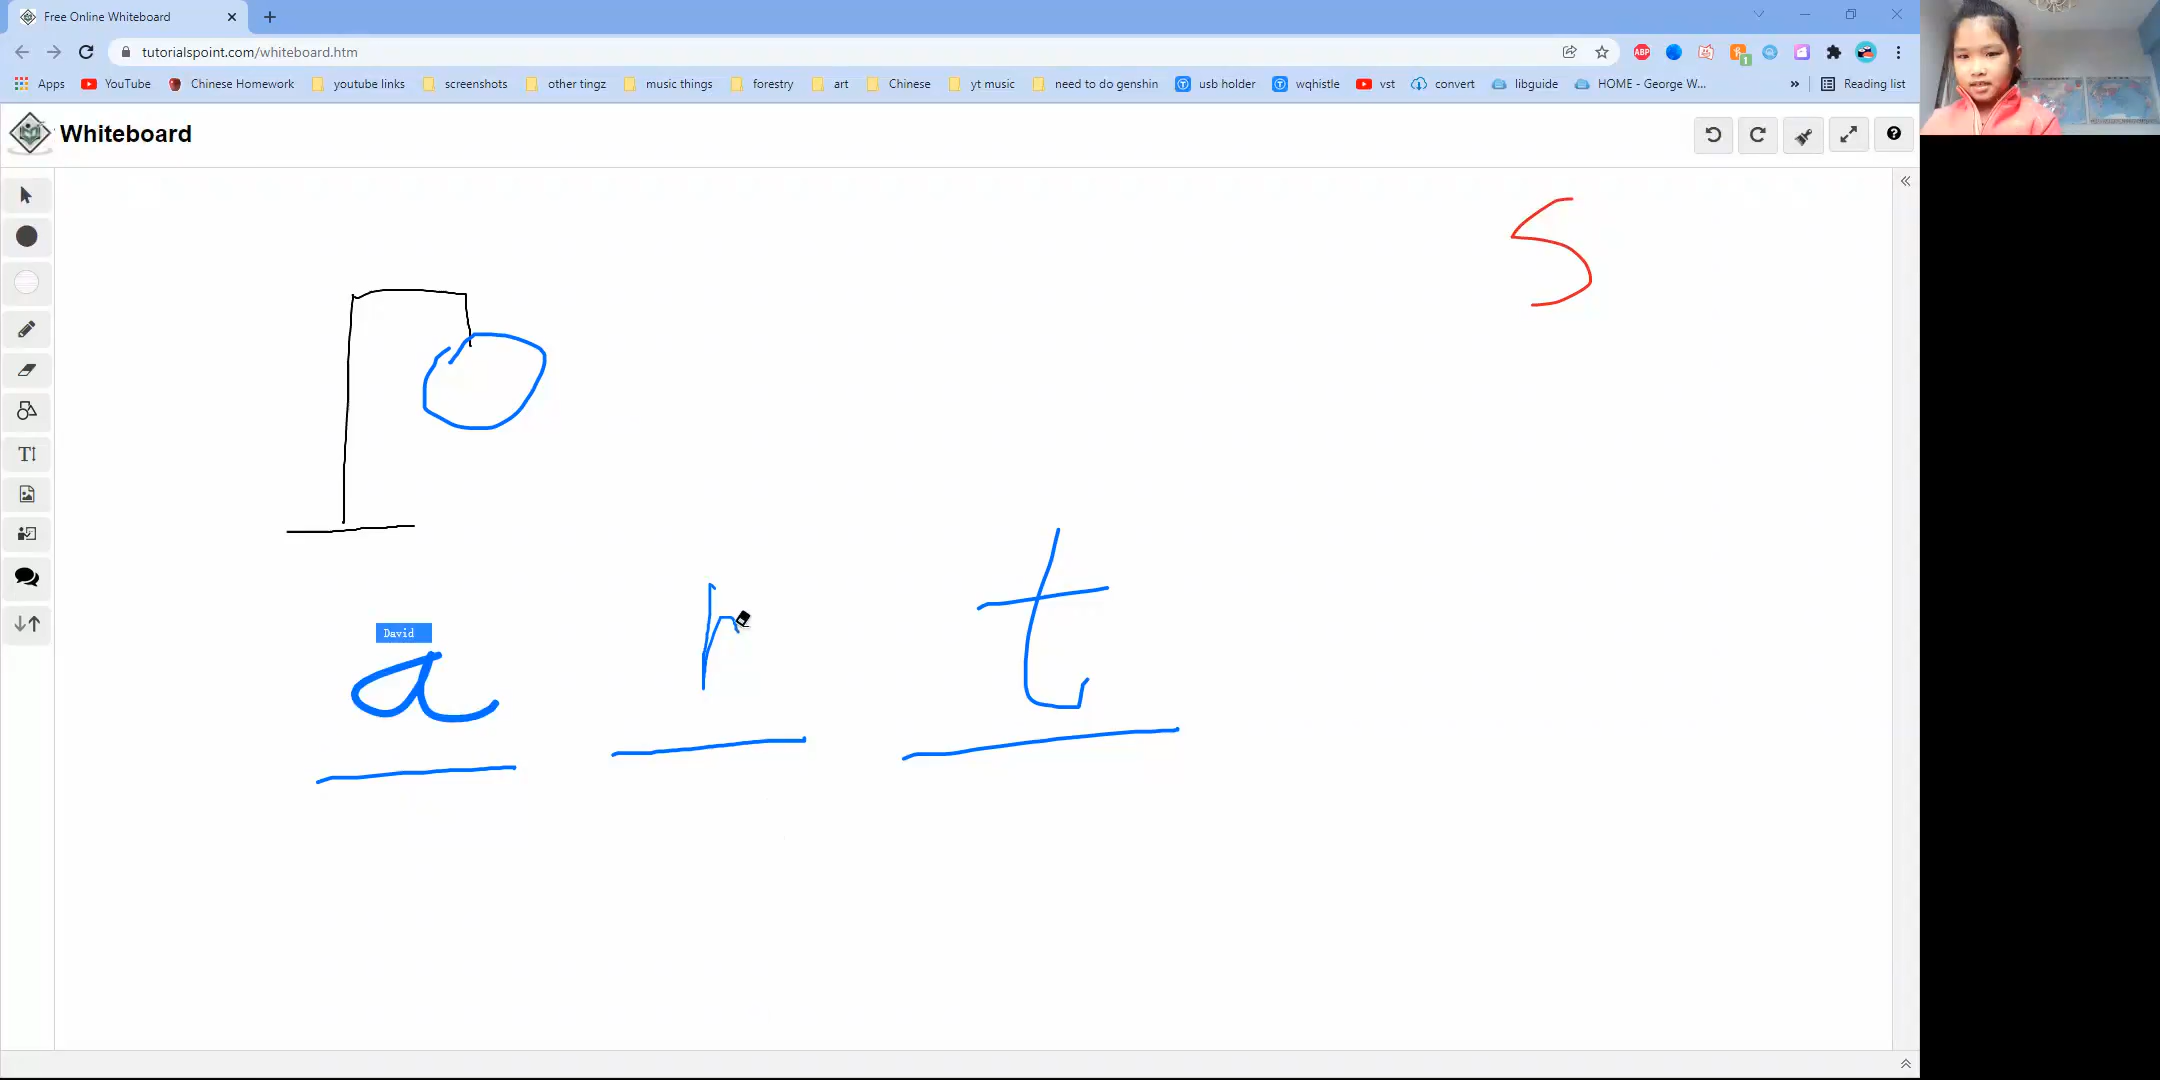 Free Online Whiteboard
tutorialspoint.com/whiteboard.htm
ABP
1
Apps YouTube Chinese Homework youtube links screenshots other tingz music things forestry art Chinese yt music need to do genshin usb holder wqhistle vst convert libguide HOME - George W... » Reading list
Whiteboard
S
David
a r t